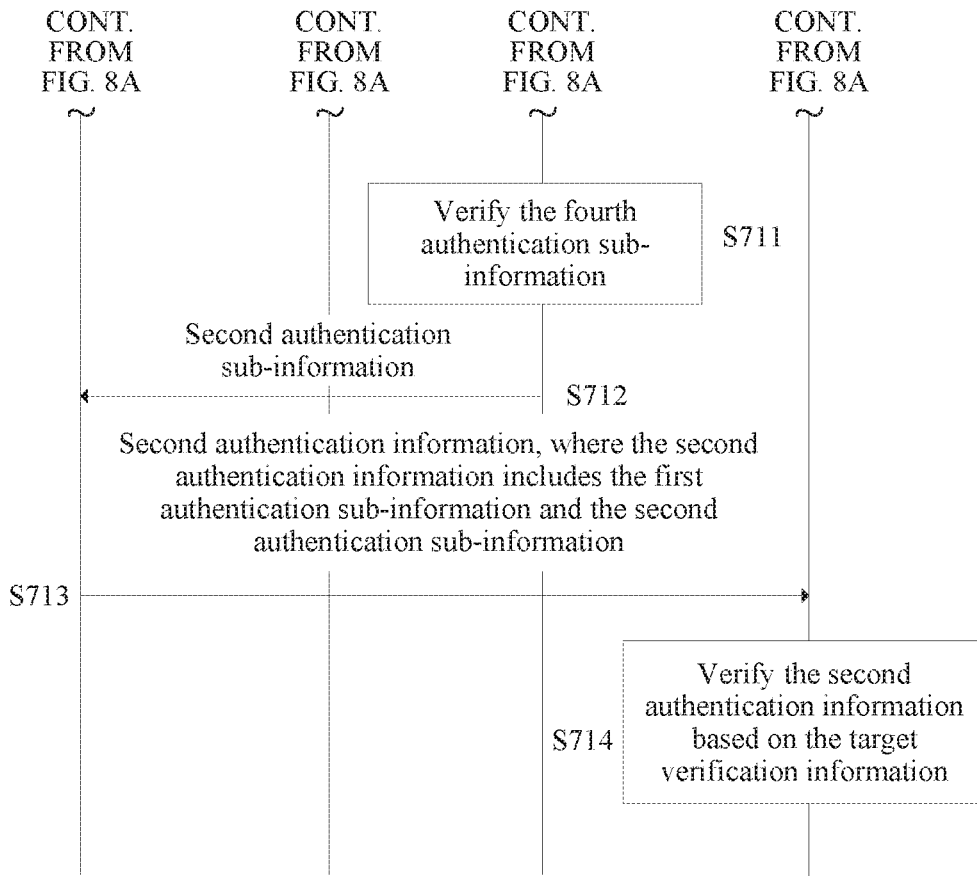 CONT.
FROM
FIG. 8A
CONT.
FROM
FIG. 8A
CONT.
FROM
FIG. 8A
CONT.
FROM
FIG. 8A
Verify the fourth
authentication sub-
information
S711
Second authentication
sub-information
S712
Second authentication information, where the second
authentication information includes the first
authentication sub-information and the second
authentication sub-information
S713
Verify the second
authentication information
based on the target
verification information
S714